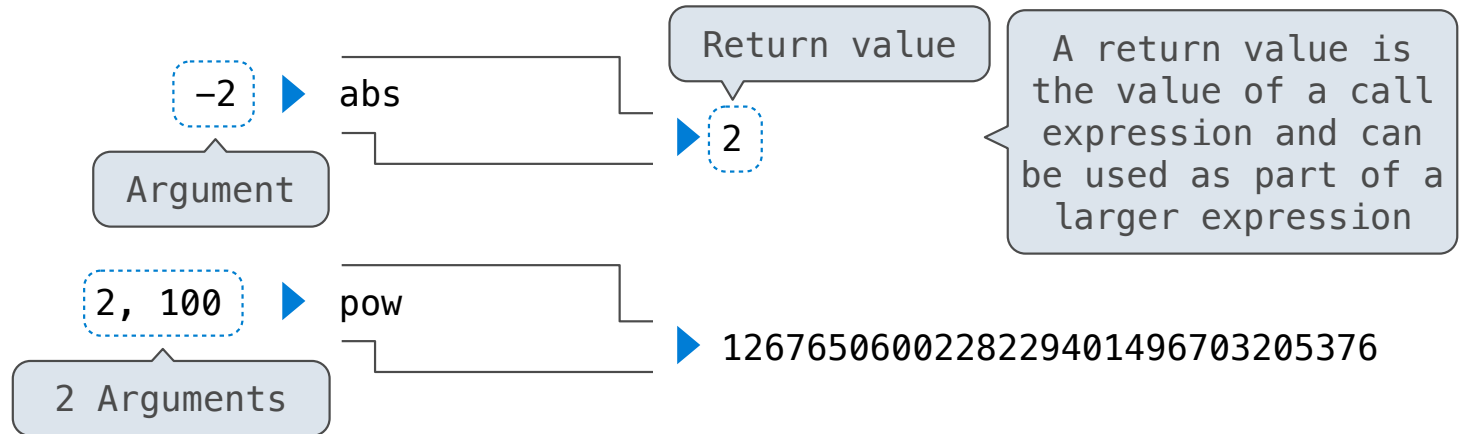 Return value
A return value is
the value of a call
expression and can
be used as part of a
larger expression
−2
abs
2
Argument
2, 100
pow
1267650600228229401496703205376
2 Arguments